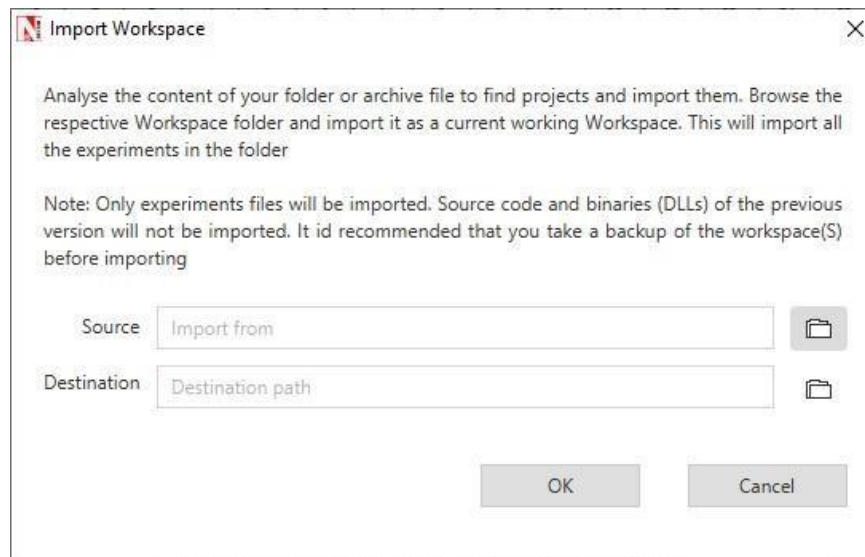 Import Workspace
Analyse the content of your folder or archive file to find projects and import them. Browse the
respective Workspace folder and import it as a current working Workspace. This will import all
the experiments in the folder
Note: Only experiments files will be imported. Source code and binaries (DLLs) of the previous
version will not be imported. It id recommended that you take a backup of the workspace(S)
before importing
Source Import from
Destination Destination path
OK Cancel